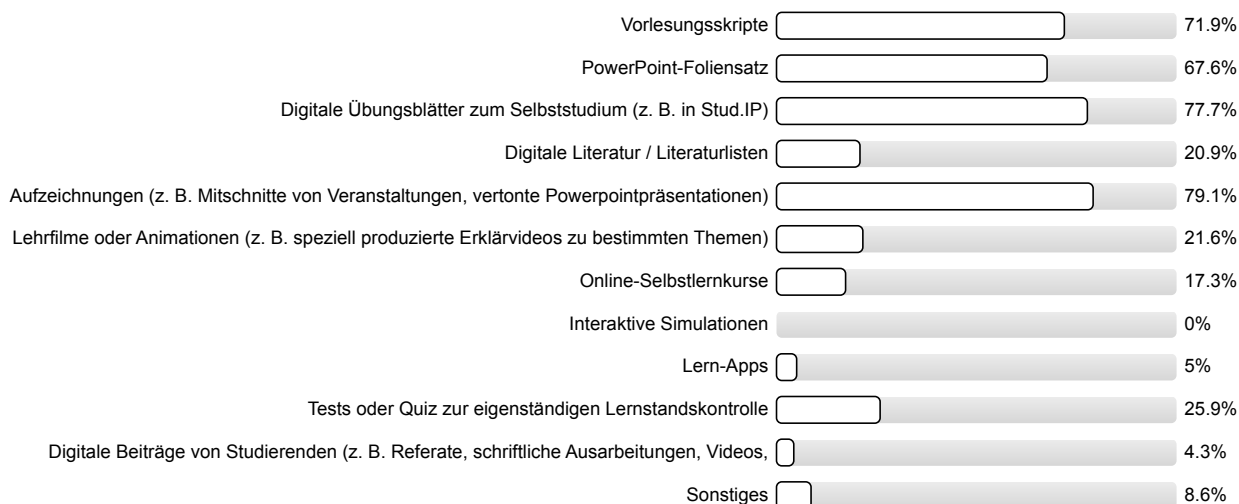 Vorlesungsskripte 71.9%
PowerPoint-Foliensatz 67.6%
Digitale Übungsblätter zum Selbststudium (z. B. in Stud.IP) 77.7%
Digitale Literatur / Literaturlisten 20.9%
Aufzeichnungen (z. B. Mitschnitte von Veranstaltungen, vertonte Powerpointpräsentationen) 79.1%
Lehrfilme oder Animationen (z. B. speziell produzierte Erklärvideos zu bestimmten Themen) 21.6%
Online-Selbstlernkurse 17.3%
Interaktive Simulationen 0%
Lern-Apps 5%
Tests oder Quiz zur eigenständigen Lernstandskontrolle 25.9%
Digitale Beiträge von Studierenden (z. B. Referate, schriftliche Ausarbeitungen, Videos, 4.3%
Sonstiges 8.6%